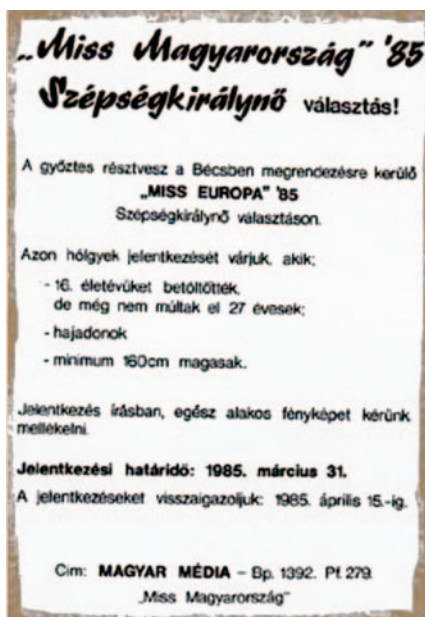 „Miss Magyarország" '85
Szépségkirálynő választás!
A győztes résztvesz a Bécsben megrendezésre kerülő
„MISS EUROPA" '85
Szépségkirálynő választáson.
Azon hölgyek jelentkezését várjuk, akik:
- 16. életévüket betöltötték,
de még nem múltak el 27 évesek;
- hajadonok
- minimum 160cm magasak.
Jelentkezés írásban, egész alakos fényképet kérünk
mellékelni.
Jelentkezési határidő: 1985. március 31.
A jelentkezéseket visszaigazoljuk: 1985. április 15.-ig.
Cím: MAGYAR MÉDIA – Bp. 1392. Pf. 279.
„Miss Magyarország"